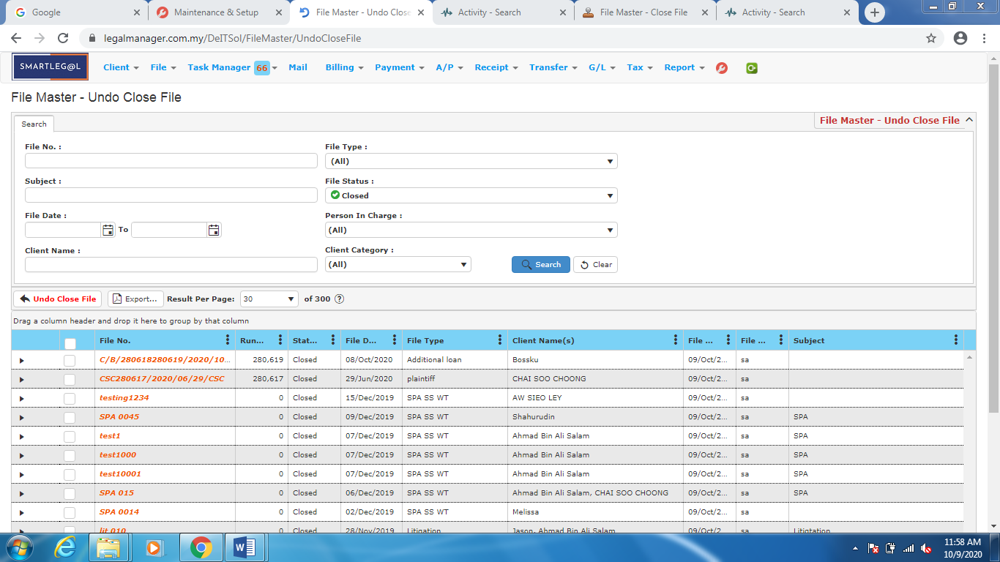 Google
Maintenance & Setup
File Master - Undo Close
Activity - Search
File Master - Close File
Activity - Search
legalmanager.com.my/DeITSol/FileMaster/UndoCloseFile
SMARTLEG@L Client File Task Manager 66 Mail Billing Payment A/P Receipt Transfer G/L Tax Report
File Master - Undo Close File
Search
File Master - Undo Close File
File No. : File Type :
(All)
Subject : File Status :
Closed
File Date : Person In Charge :
To (All)
Client Name : Client Category :
(All) Search Clear
Undo Close File Export... Result Per Page: 30 of 300 ?
Drag a column header and drop it here to group by that column
File No. Run... Stat... File D... File Type Client Name(s) File ... File ... Subject
C/B/280618280619/2020/10... 280,619 Closed 08/Oct/2020 Additional loan Bossku 09/Oct/2... sa
CSC280617/2020/06/29/CSC 280,617 Closed 29/Jun/2020 plaintiff CHAI SOO CHOONG 09/Oct/2... sa
testing1234 0 Closed 15/Dec/2019 SPA SS WT AW SIEO LEY 09/Oct/2... sa
SPA 0045 0 Closed 09/Dec/2019 SPA SS WT Shahurudin 09/Oct/2... sa SPA
test1 0 Closed 07/Dec/2019 SPA SS WT Ahmad Bin Ali Salam 09/Oct/2... sa SPA
test1000 0 Closed 07/Dec/2019 SPA SS WT Ahmad Bin Ali Salam 09/Oct/2... sa SPA
test10001 0 Closed 07/Dec/2019 SPA SS WT Ahmad Bin Ali Salam 09/Oct/2... sa SPA
SPA 015 0 Closed 06/Dec/2019 SPA SS WT Ahmad Bin Ali Salam, CHAI SOO CHOONG 09/Oct/2... sa SPA
SPA 0014 0 Closed 02/Dec/2019 SPA SS WT Melissa 09/Oct/2... sa
lit 010 0 Closed 28/Nov/2019 Litigation Jason, Ahmad Bin Ali Salam 09/Oct/2... sa Litigtation
11:58 AM
10/9/2020